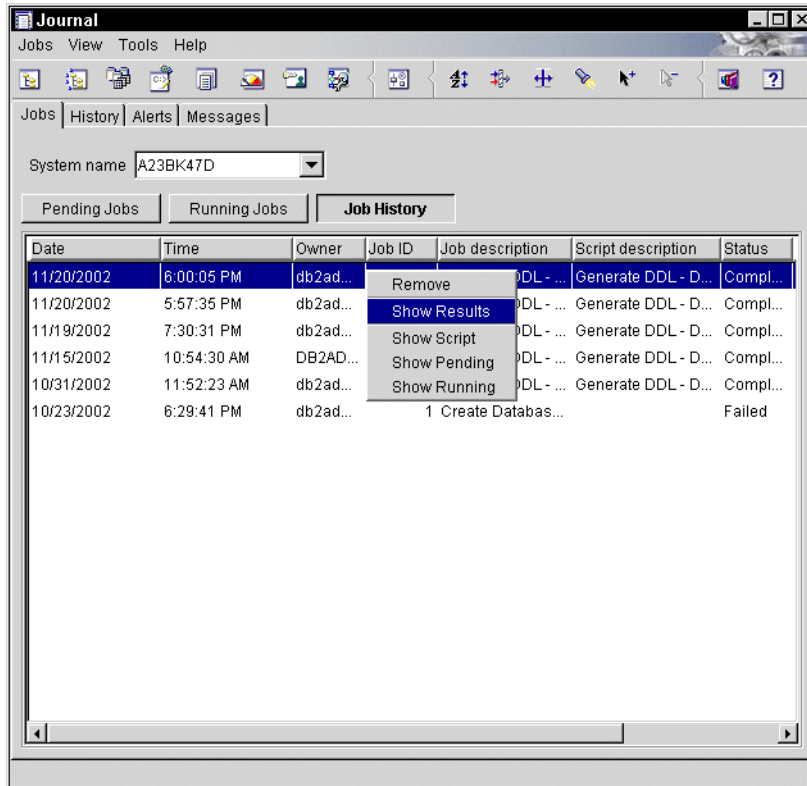 Journal
Jobs View Tools Help
Jobs History Alerts Messages
System name A23BK47D
Pending Jobs Running Jobs Job History
Date Time Owner Job ID Job description Script description Status
11/20/2002 6:00:05 PM db2ad... DDL - ... Generate DDL - D... Compl...
11/20/2002 5:57:35 PM db2ad... DDL - ... Generate DDL - D... Compl...
11/19/2002 7:30:31 PM db2ad... DDL - ... Generate DDL - D... Compl...
11/15/2002 10:54:30 AM DB2AD... DDL - ... Generate DDL - D... Compl...
10/31/2002 11:52:23 AM db2ad... DDL - ... Generate DDL - D... Compl...
10/23/2002 6:29:41 PM db2ad... 1 Create Databas... Failed
Remove
Show Results
Show Script
Show Pending
Show Running